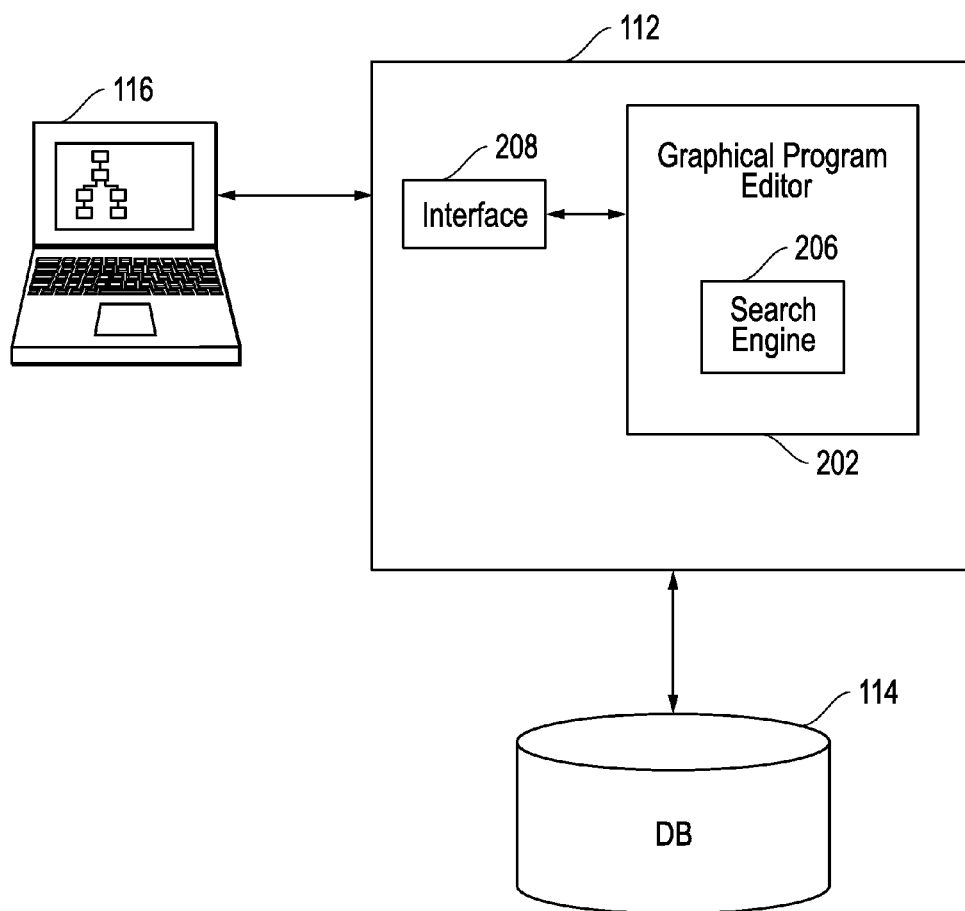 112
116
208
Interface
Graphical Program
Editor
206
Search
Engine
202
114
DB